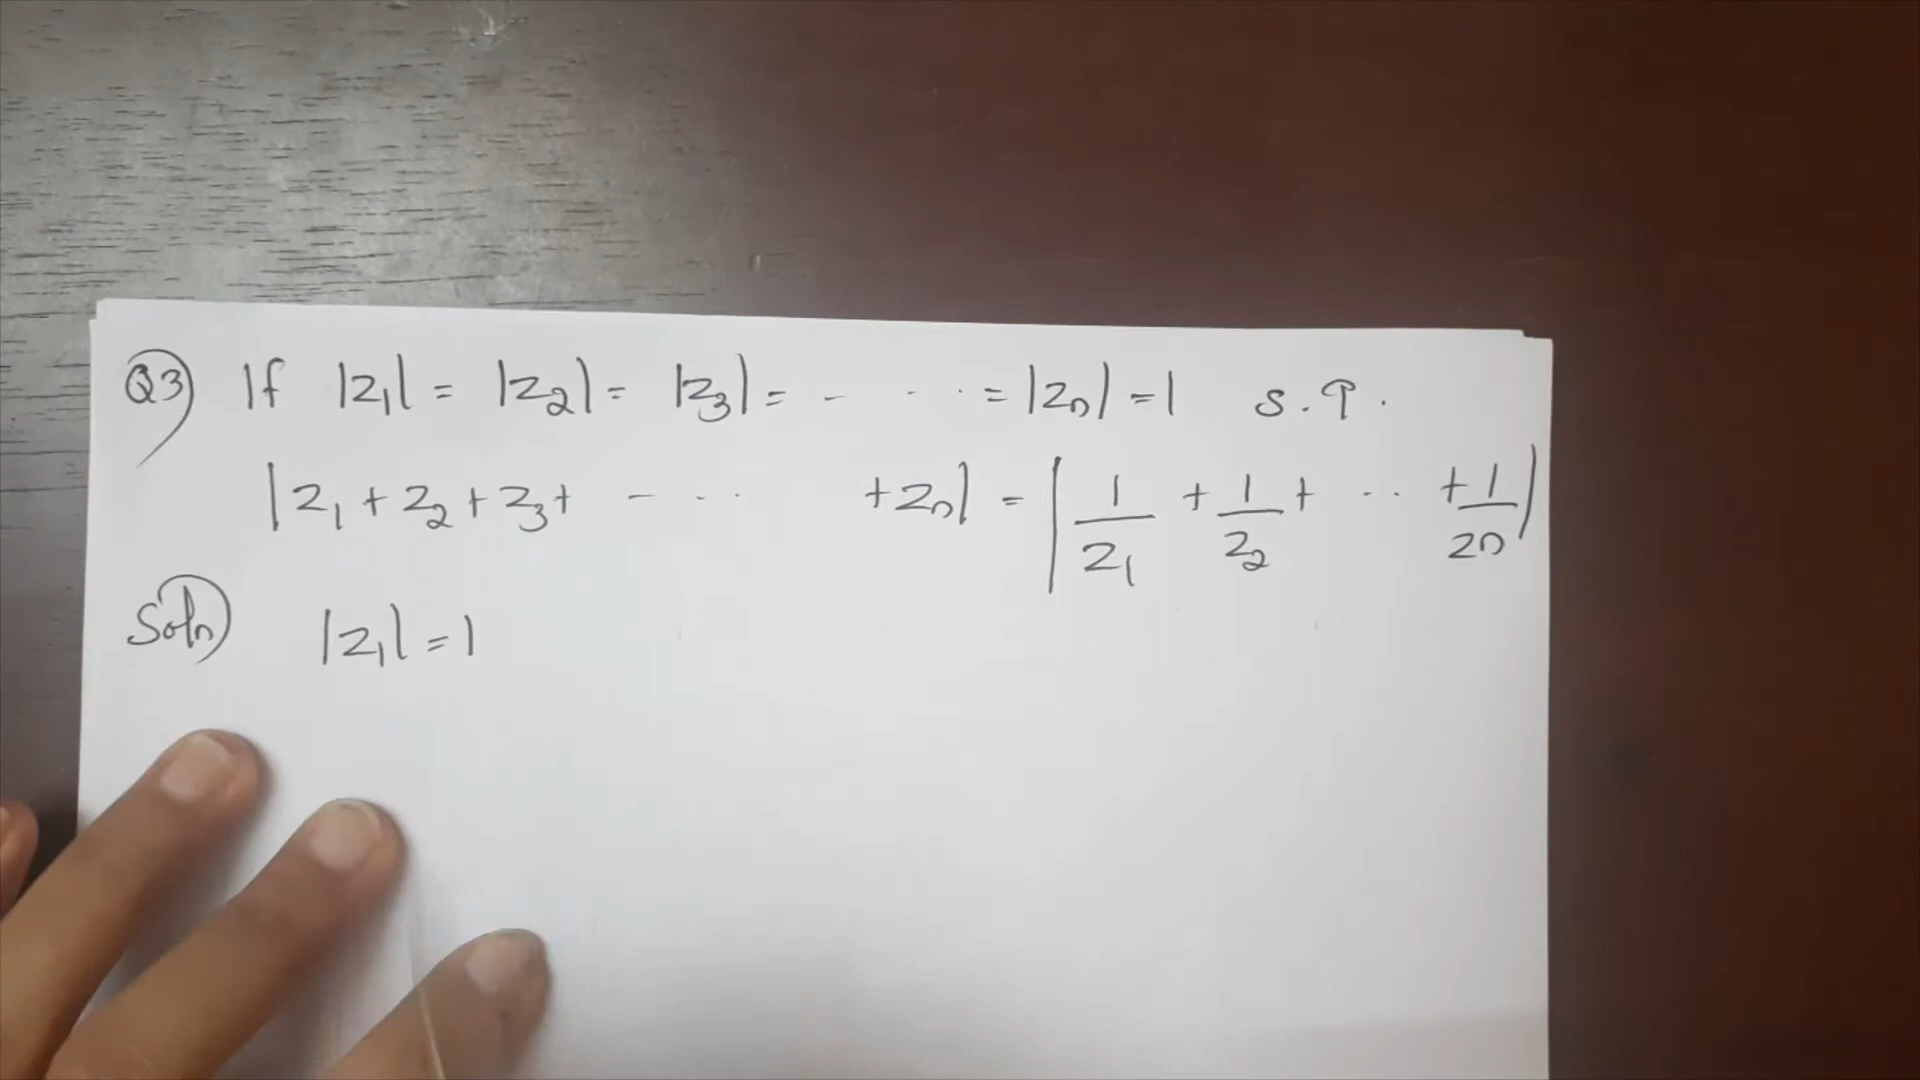 Q3) If |z₁| = |z₂| = |z₃| = - · · · = |zₙ| = 1 s.T.
|z₁ + z₂ + z₃ + - · · + zₙ| = |1/z₁ + 1/z₂ + ·· + 1/zₙ|
Soln) |z₁| = 1